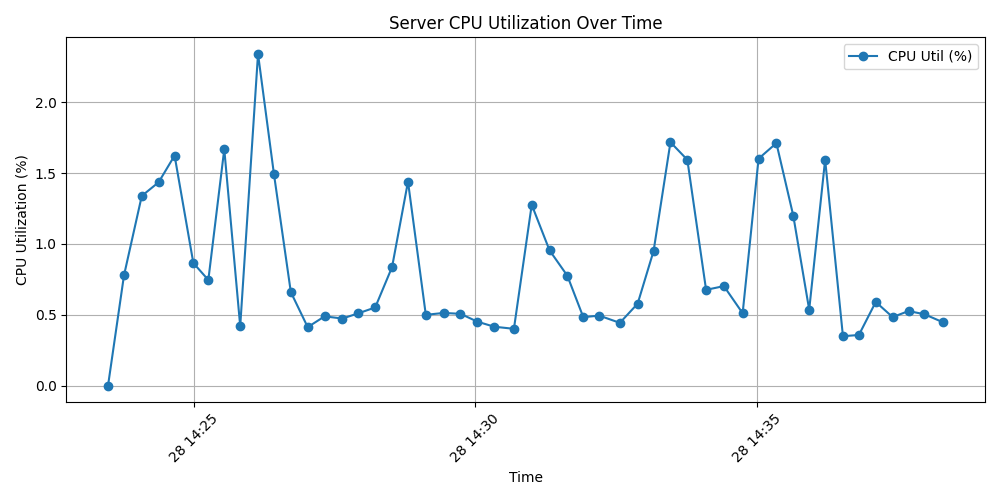 Server CPU Utilization Over Time
CPU Util (%)
CPU Utilization (%)
2.0
1.5
1.0
0.5
0.0
28 14:25
28 14:30
28 14:35
Time